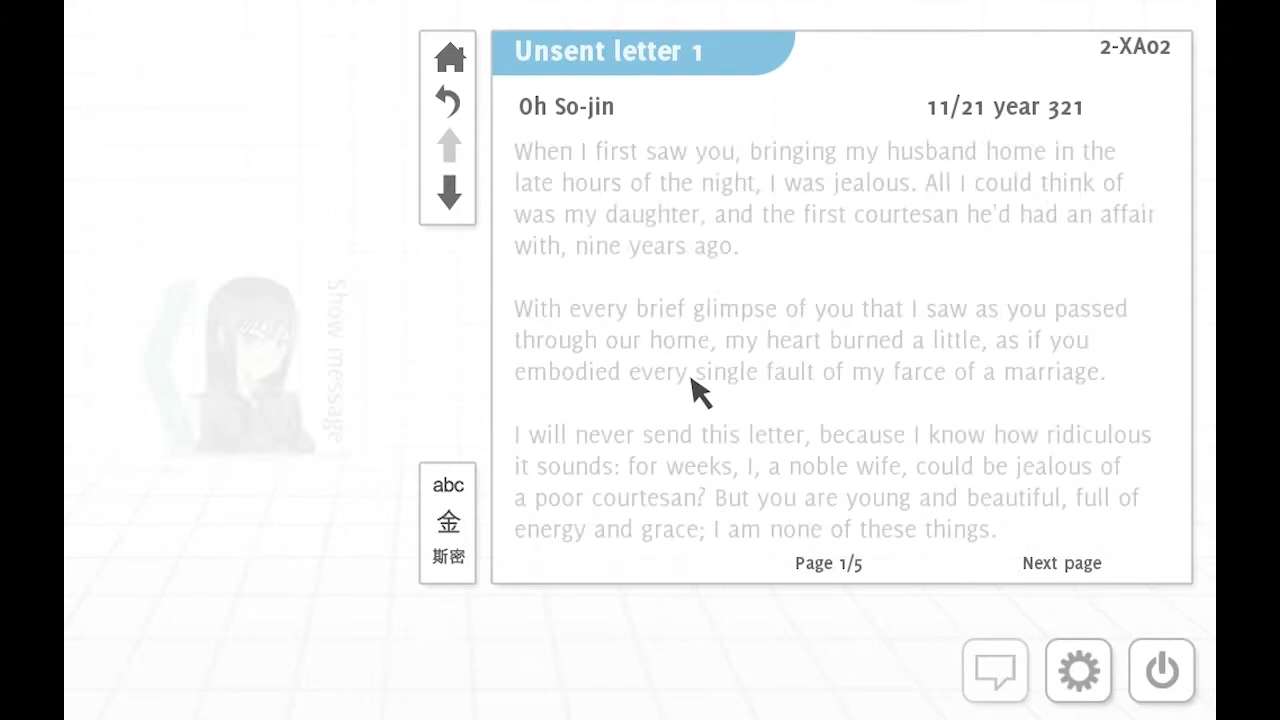 Unsent letter 1
2-XA02
Oh So-jin
11/21 year 321
When I first saw you, bringing my husband home in the
late hours of the night, I was jealous. All I could think of
was my daughter, and the first courtesan he'd had an affair
with, nine years ago.
With every brief glimpse of you that I saw as you passed
through our home, my heart burned a little, as if you
embodied every single fault of my farce of a marriage.
I will never send this letter, because I know how ridiculous
it sounds: for weeks, I, a noble wife, could be jealous of
a poor courtesan? But you are young and beautiful, full of
energy and grace; I am none of these things.
Page 1/5
Next page
Show message
abc
金
斯密